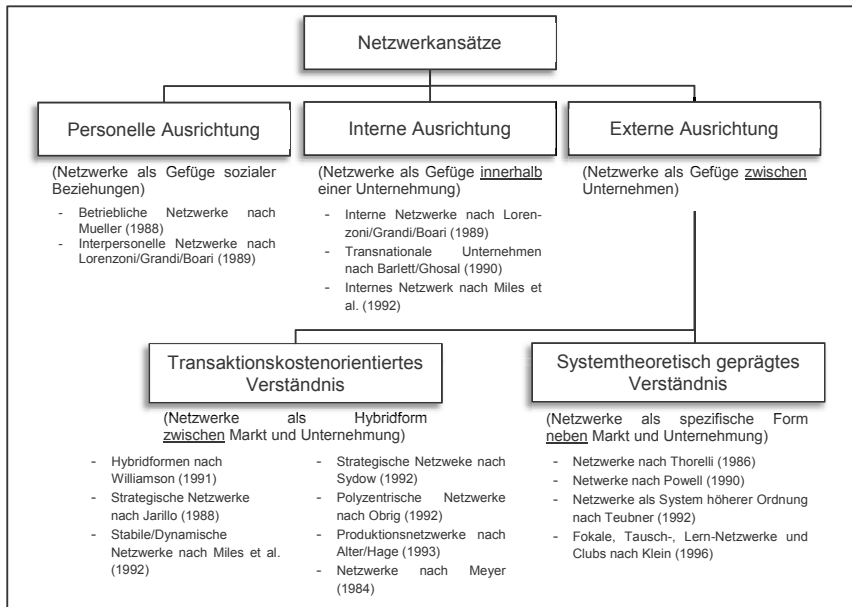 Netzwerkansätze
Personelle Ausrichtung
(Netzwerke als Gefüge sozialer
Beziehungen)
- Betriebliche Netzwerke nach
Mueller (1988)
- Interpersonelle Netzwerke nach
Lorenzoni/Grandi/Boari (1989)
Interne Ausrichtung
(Netzwerke als Gefüge innerhalb
einer Unternehmung)
- Interne Netzwerke nach Loren-
zoni/Grandi/Boari (1989)
- Transnationale Unternehmen
nach Barlett/Ghosal (1990)
- Internes Netzwerk nach Miles et
al. (1992)
Externe Ausrichtung
(Netzwerke als Gefüge zwischen
Unternehmen)
Transaktionskostenorientiertes
Verständnis
(Netzwerke als Hybridform
zwischen Markt und Unternehmung)
- Hybridformen nach
Williamson (1991)
- Strategische Netzwerke
nach Jarillo (1988)
- Stabile/Dynamische
Netzwerke nach Miles et al.
(1992)
- Strategische Netzweke nach
Sydow (1992)
- Polyzentrische Netzwerke
nach Obrig (1992)
- Produktionsnetzwerke nach
Alter/Hage (1993)
- Netzwerke nach Meyer
(1984)
Systemtheoretisch geprägtes
Verständnis
(Netzwerke als spezifische Form
neben Markt und Unternehmung)
- Netzwerke nach Thorelli (1986)
- Netwerke nach Powell (1990)
- Netzwerke als System höherer Ordnung
nach Teubner (1992)
- Fokale, Tausch-, Lern-Netzwerke und
Clubs nach Klein (1996)